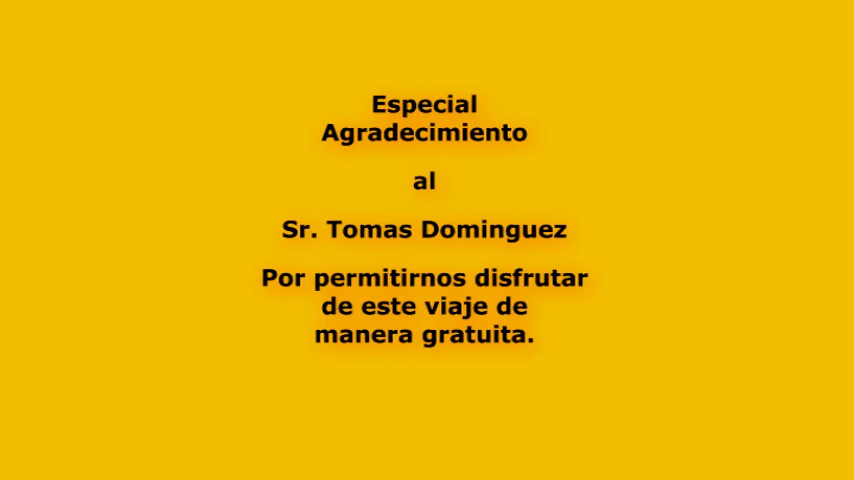 Especial
Agradecimiento
al
Sr. Tomas Dominguez
Por permitirnos disfrutar
de este viaje de
manera gratuita.